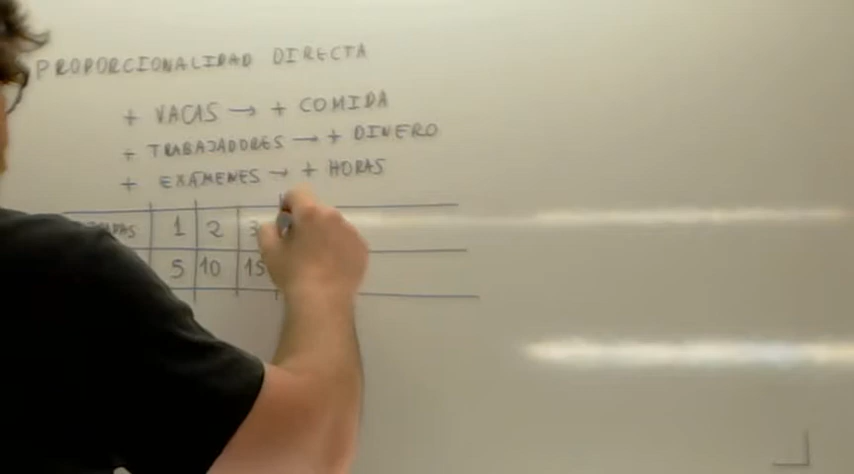 PROPORCIONALIDAD DIRECTA
+ VACAS → + COMIDA
+ TRABAJADORES → + DINERO
+ EXÁMENES → + HORAS
1 2 3
5 10 15